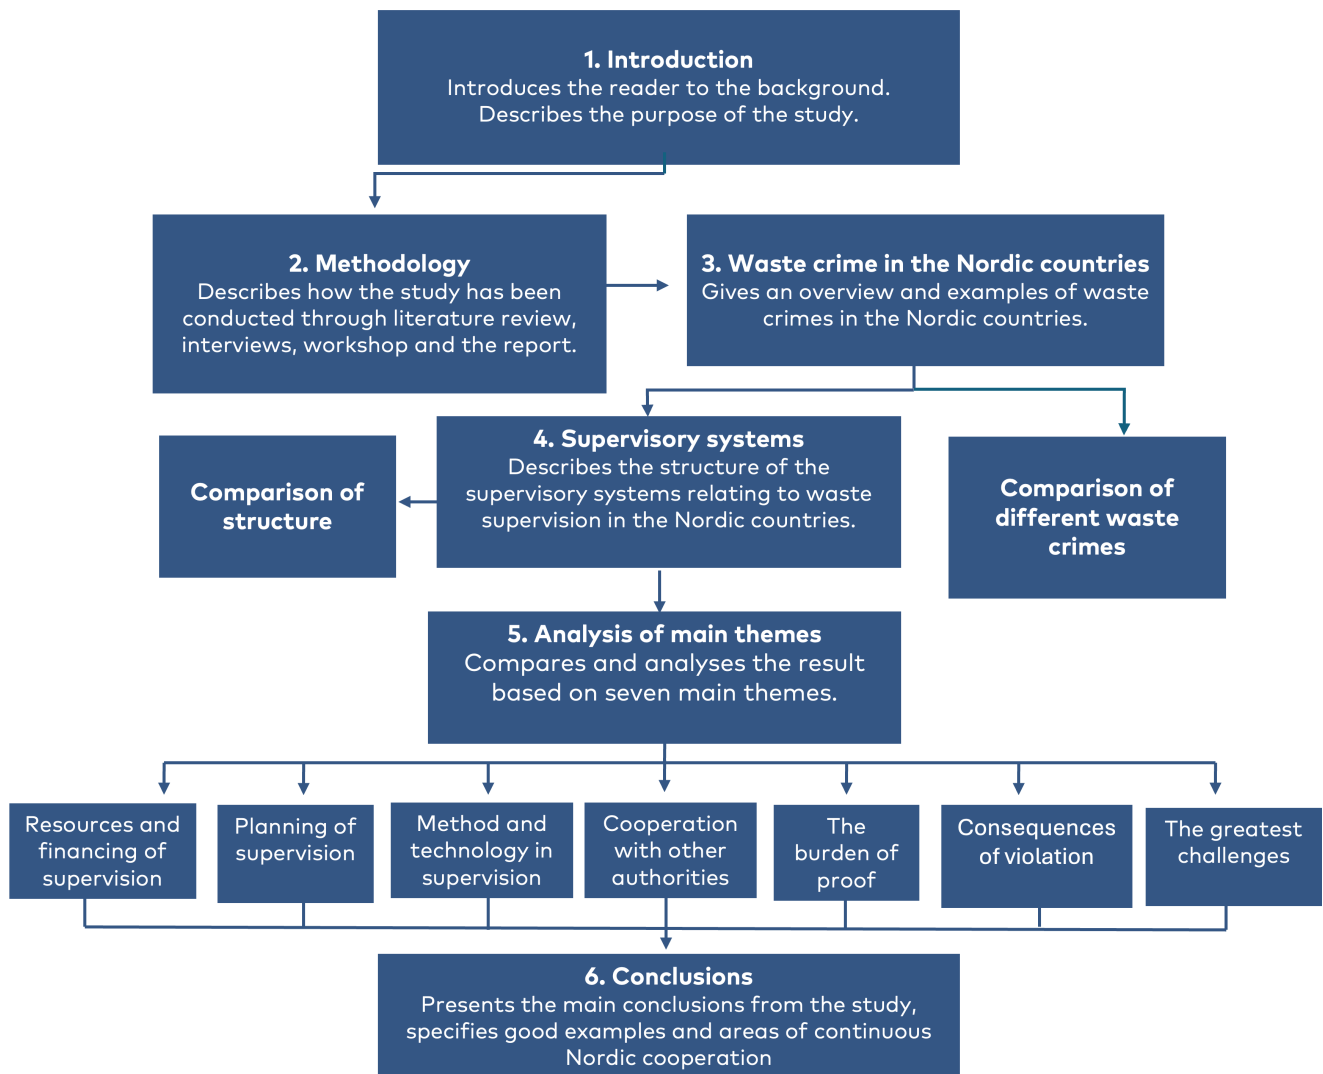 1. Introduction
Introduces the reader to the background.
Describes the purpose of the study.
2. Methodology
Describes how the study has been
conducted through literature review,
interviews, workshop and the report.
3. Waste crime in the Nordic countries
Gives an overview and examples of waste
crimes in the Nordic countries.
4. Supervisory systems
Describes the structure of the
supervisory systems relating to waste
supervision in the Nordic countries.
Comparison of
structure
Comparison of
different waste
crimes
5. Analysis of main themes
Compares and analyses the result
based on seven main themes.
Resources and
financing of
supervision
Planning of
supervision
Method and
technology in
supervision
Cooperation
with other
authorities
The
burden of
proof
Consequences
of violation
The greatest
challenges
6. Conclusions
Presents the main conclusions from the study,
specifies good examples and areas of continuous
Nordic cooperation